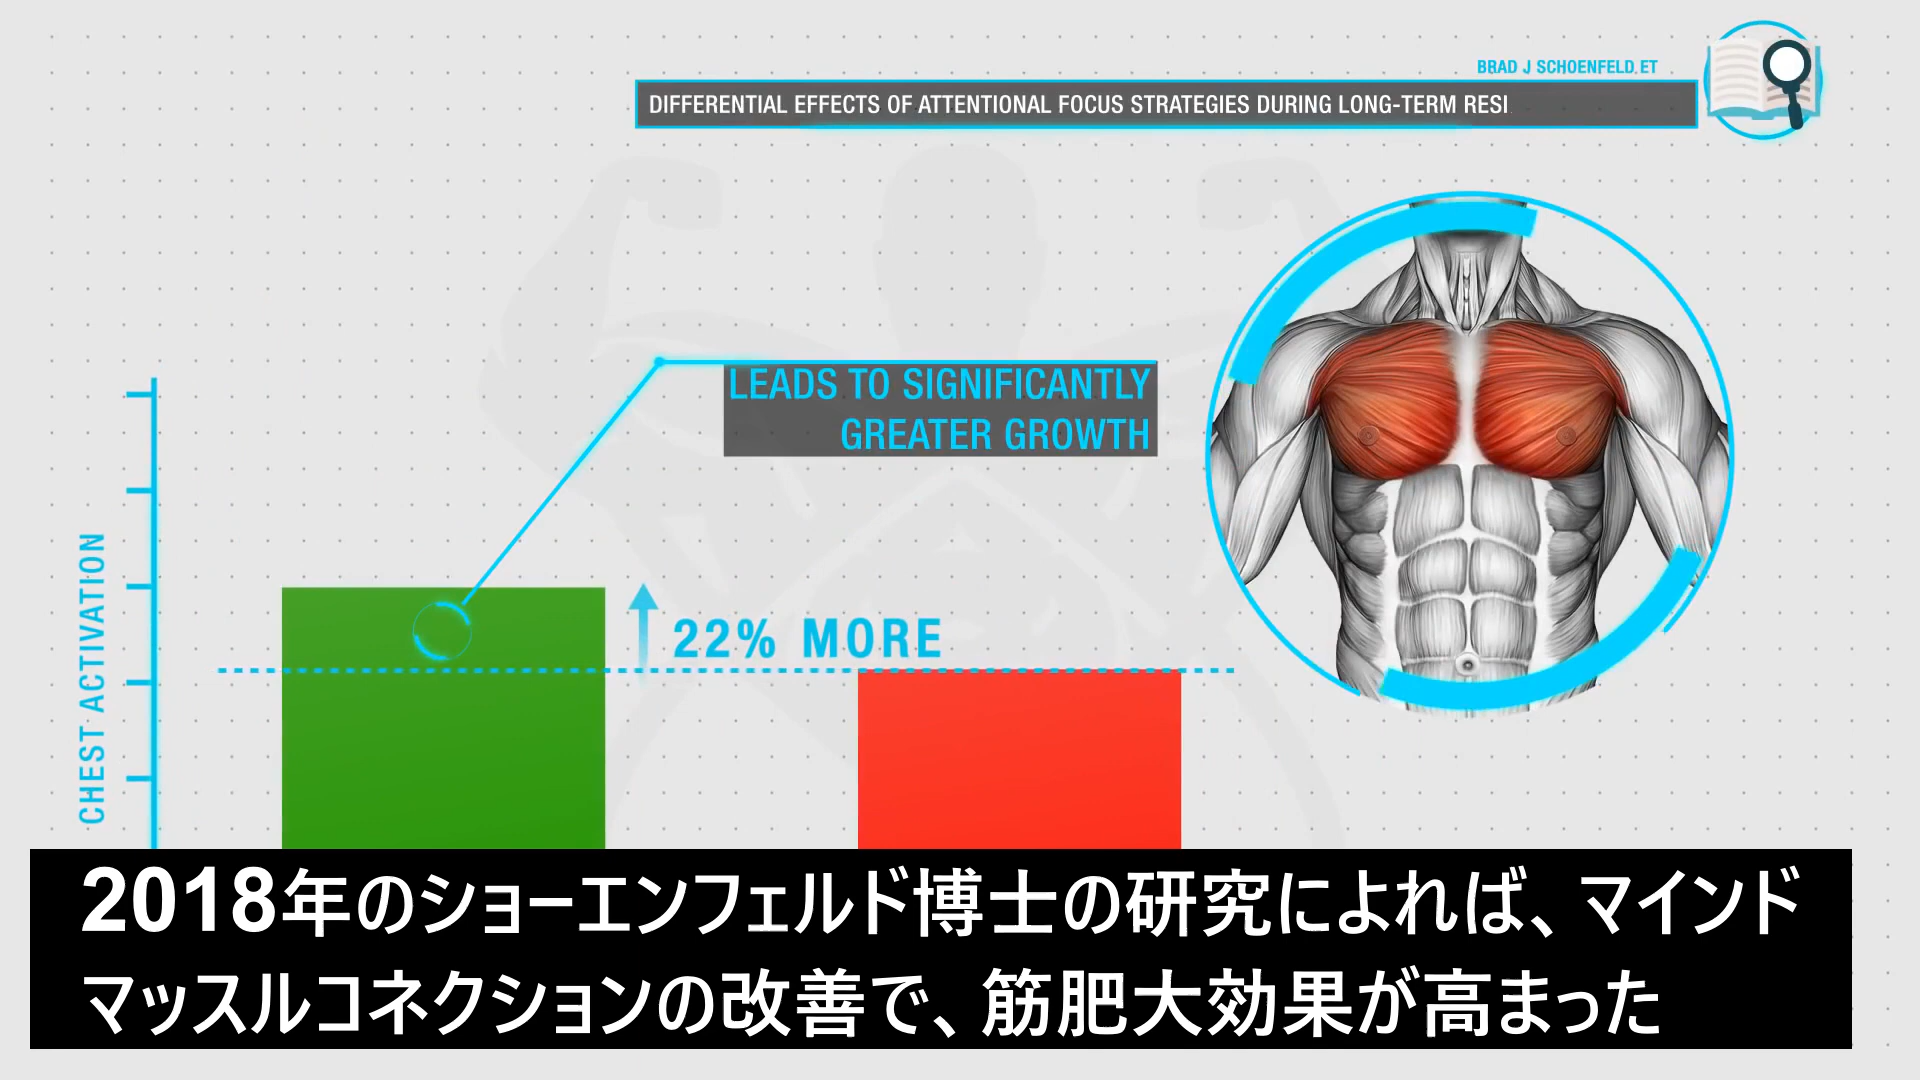 BRAD J SCHOENFELD ET
DIFFERENTIAL EFFECTS OF ATTENTIONAL FOCUS STRATEGIES DURING LONG-TERM RESI
LEADS TO SIGNIFICANTLY
GREATER GROWTH
22% MORE
CHEST ACTIVATION
2018年のショーエンフェルド博士の研究によれば、マインド
マッスルコネクションの改善で、筋肥大効果が高まった